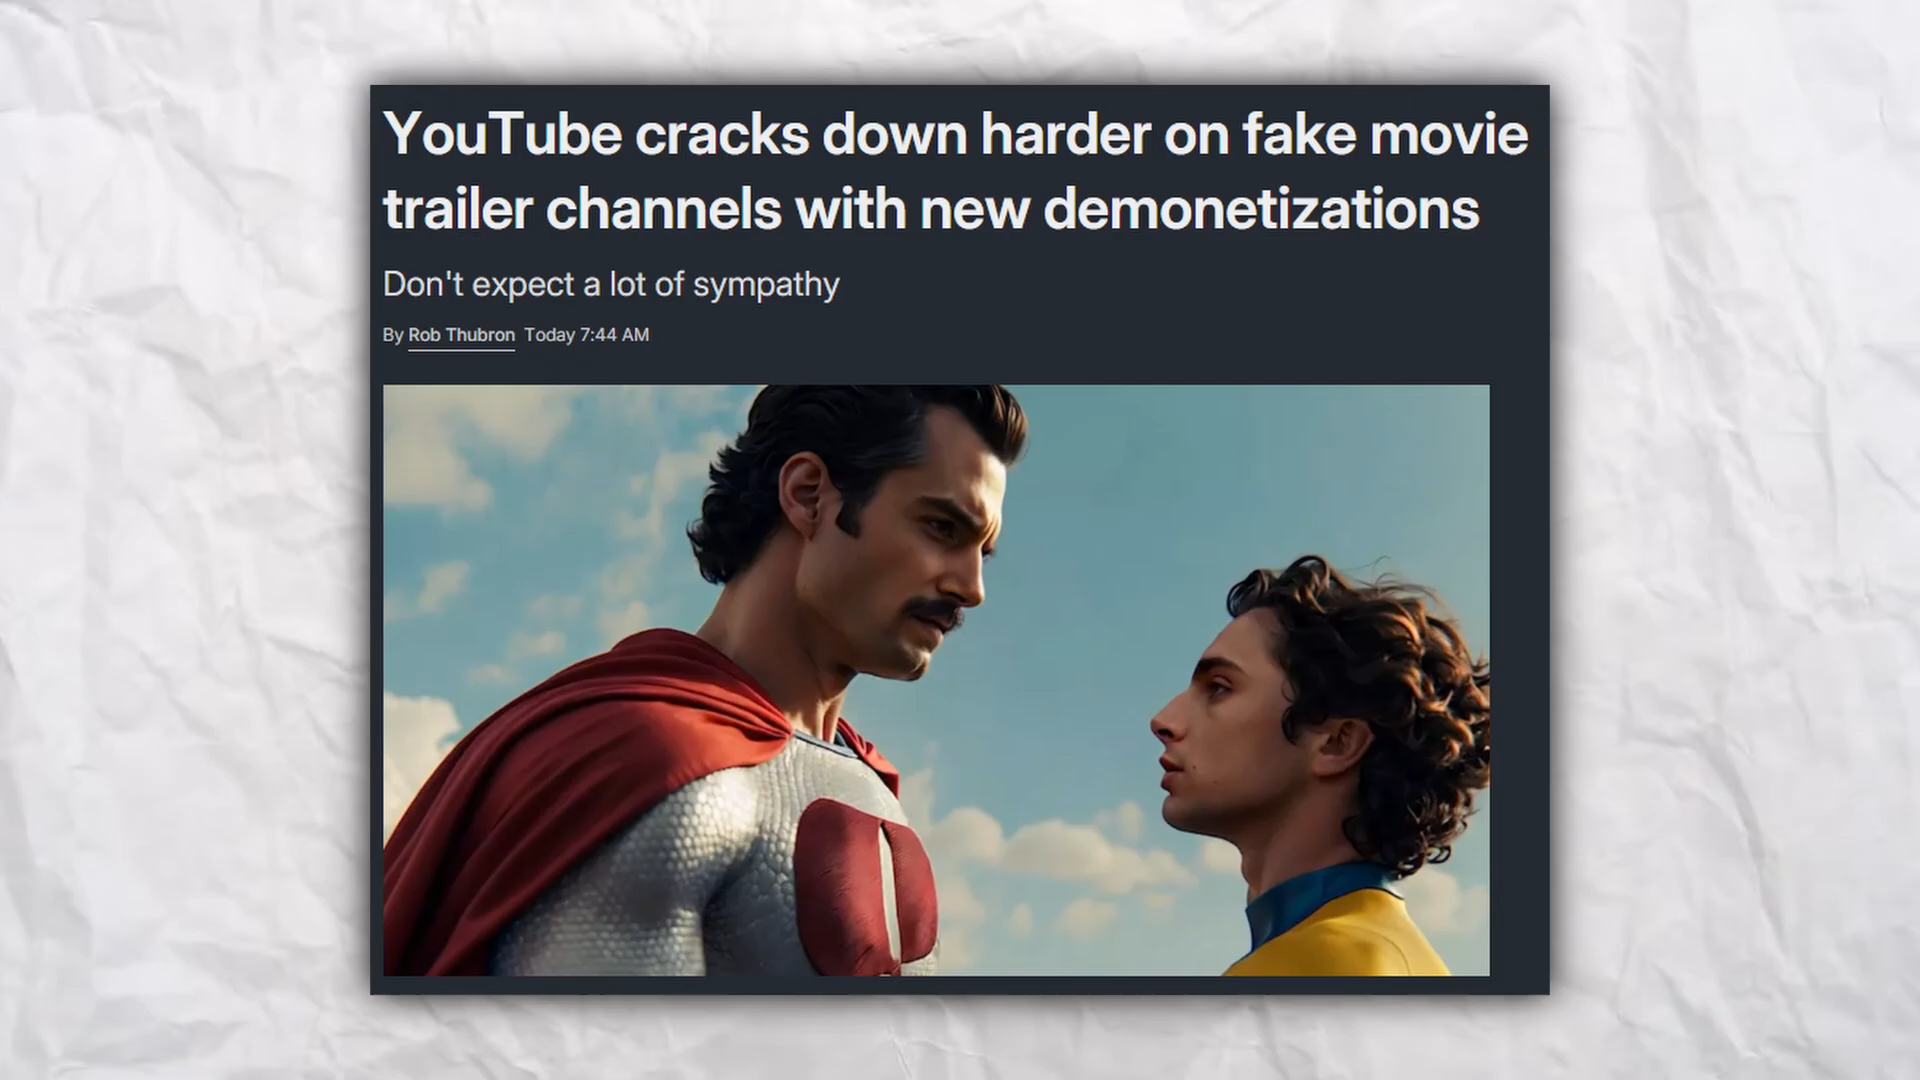 YouTube cracks down harder on fake movie
trailer channels with new demonetizations
Don't expect a lot of sympathy
By Rob Thubron Today 7:44 AM